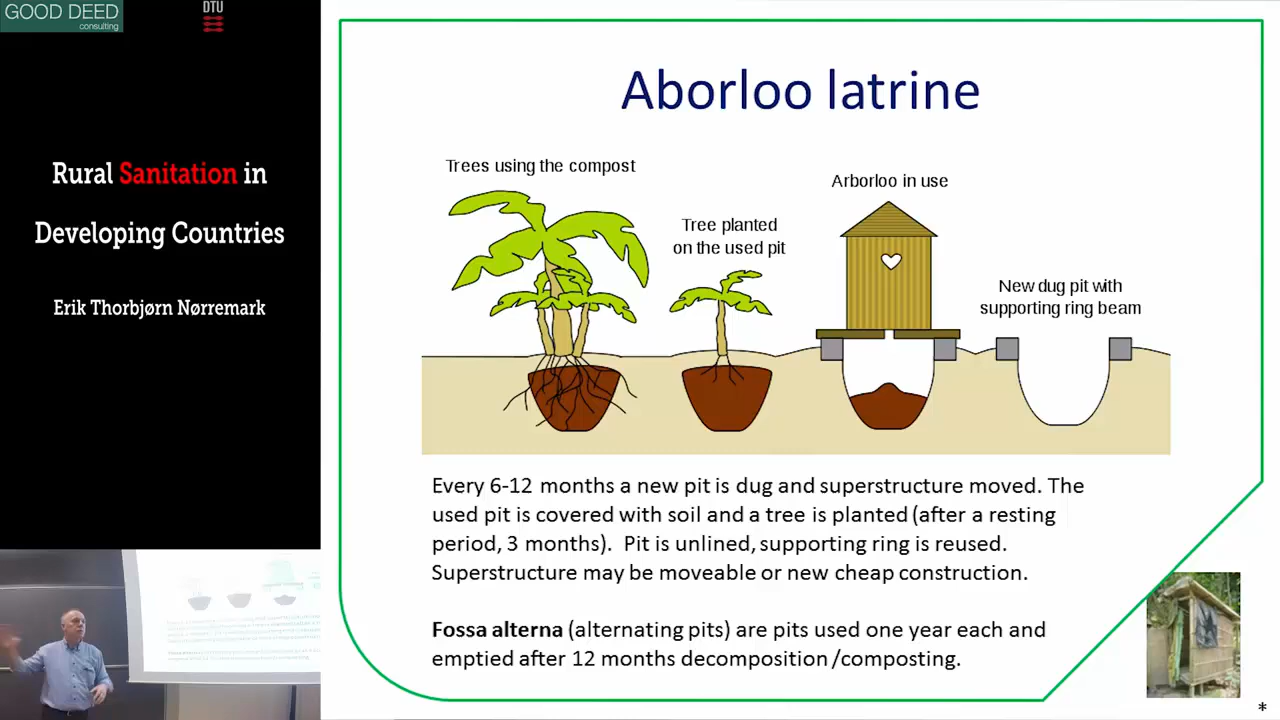 GOOD DEED
consulting
DTU
Rural Sanitation in
Developing Countries
Erik Thorbjørn Nørremark
Aborloo latrine
Trees using the compost
Tree planted
on the used pit
Arborloo in use
New dug pit with
supporting ring beam
Every 6-12 months a new pit is dug and superstructure moved. The
used pit is covered with soil and a tree is planted (after a resting
period, 3 months). Pit is unlined, supporting ring is reused.
Superstructure may be moveable or new cheap construction.
Fossa alterna (alternating pits) are pits used one year each and
emptied after 12 months decomposition /composting.
*